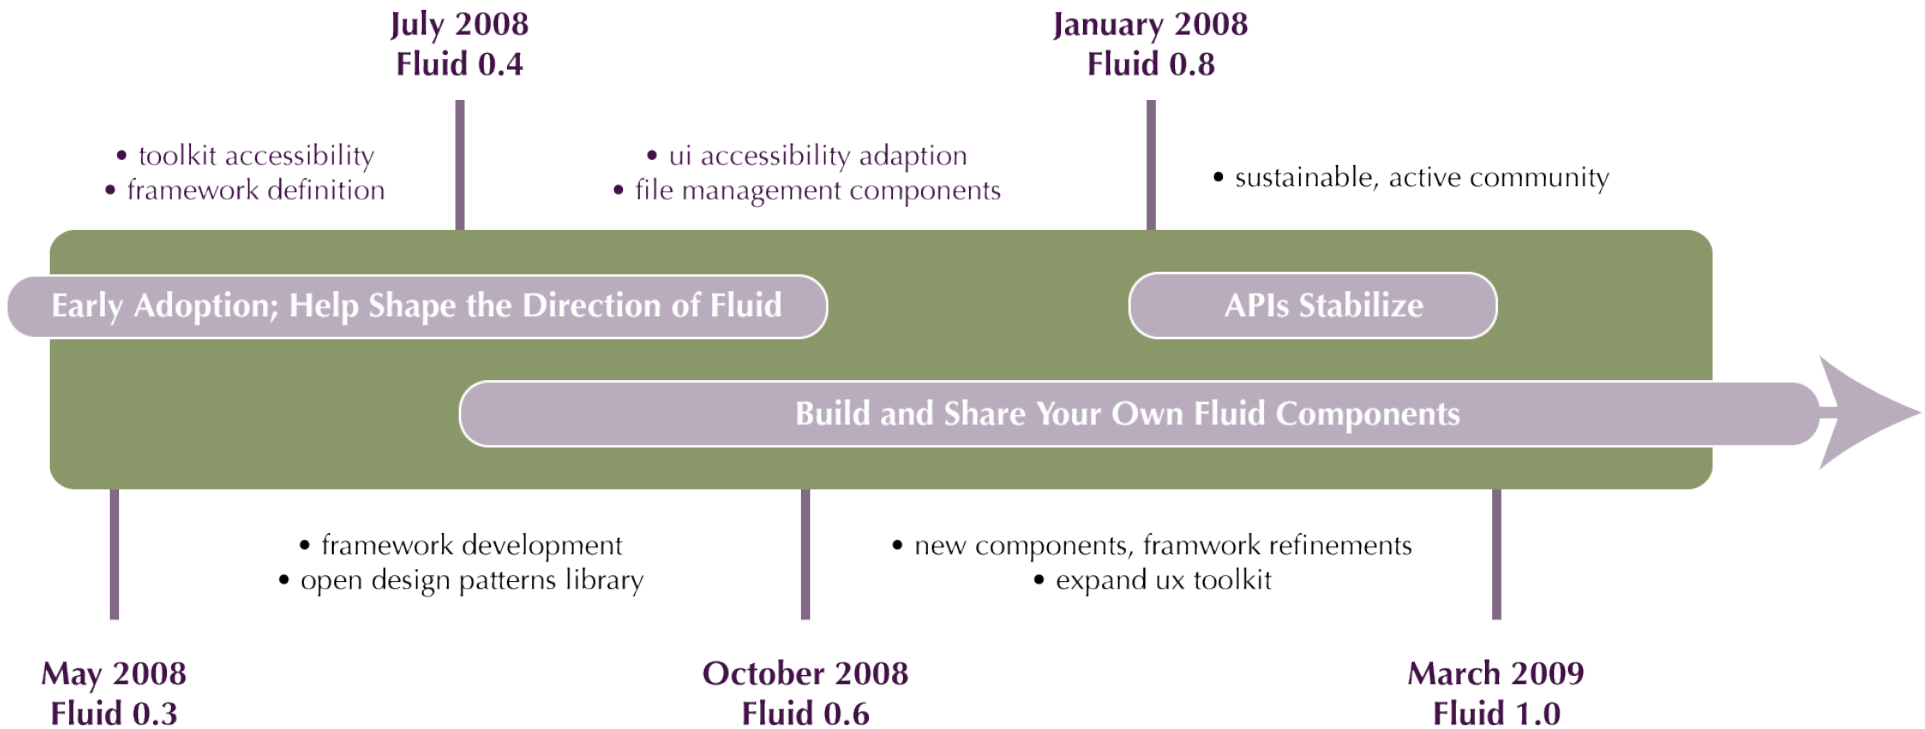 July 2008
Fluid 0.4
January 2008
Fluid 0.8
• toolkit accessibility
• framework definition
• ui accessibility adaption
• file management components
• sustainable, active community
Early Adoption; Help Shape the Direction of Fluid
APIs Stabilize
Build and Share Your Own Fluid Components
• framework development
• open design patterns library
• new components, framwork refinements
• expand ux toolkit
May 2008
Fluid 0.3
October 2008
Fluid 0.6
March 2009
Fluid 1.0